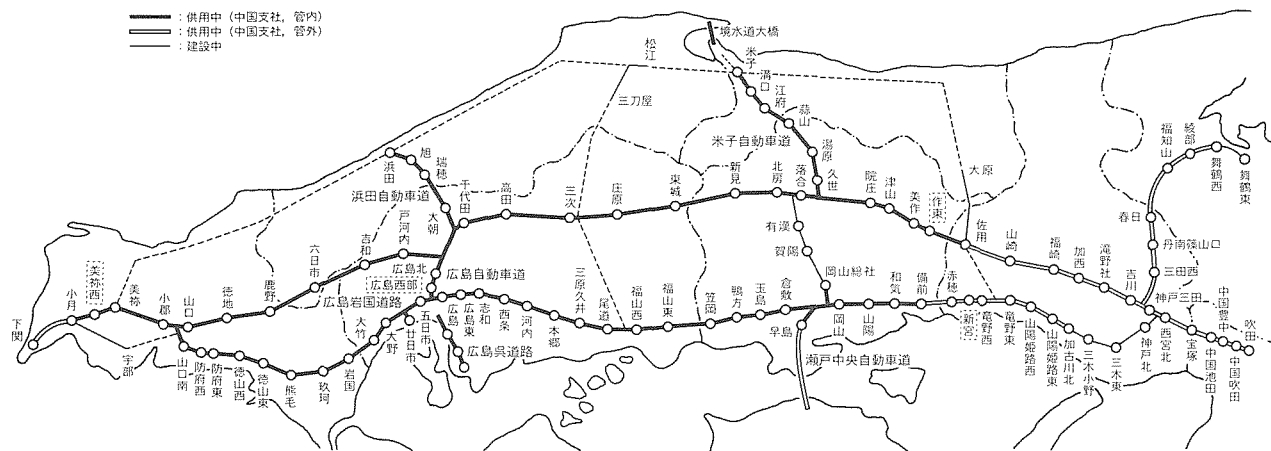 ：供用中（中国支社，管内）
：供用中（中国支社，管外）
：建設中
境水道大橋
松江
米子
溝口
江府
蒜山
三刀屋
米子自動車道
湯原
久世
落合
北房
新見
東城
庄原
三次
高田
千代田
大朝
瑞穂
旭
浜田
浜田自動車道
戸河内
吉和
六日市
鹿野
徳地
山口
小郡
美祢
美祢西
小月
下関
宇部
院庄
津山
美作
作東
大原
佐用
山崎
福崎
加西
滝野社
吉川
福知山
綾部
舞鶴西
舞鶴東
春日
丹南篠山口
三田西
神戸三田
西宮北
宝塚
中国池田
中国豊中
中国吹田
吹田
神戸北
三木東
三木小野
加古川北
山陽姫路東
山陽姫路西
竜野東
竜野西
新宮
赤穂
備前
和気
山陽
岡山
岡山総社
賀陽
有漢
倉敷
早島
瀬戸中央自動車道
玉島
鴨方
笠岡
福山東
福山西
尾道
三原久井
本郷
河内
西条
志和
広島東
広島
五日市
廿日市
広島北
広島西部
広島自動車道
広島岩国道路
広島呉道路
大野
大竹
岩国
玖珂
熊毛
徳山東
徳山西
防府東
防府西
山口南